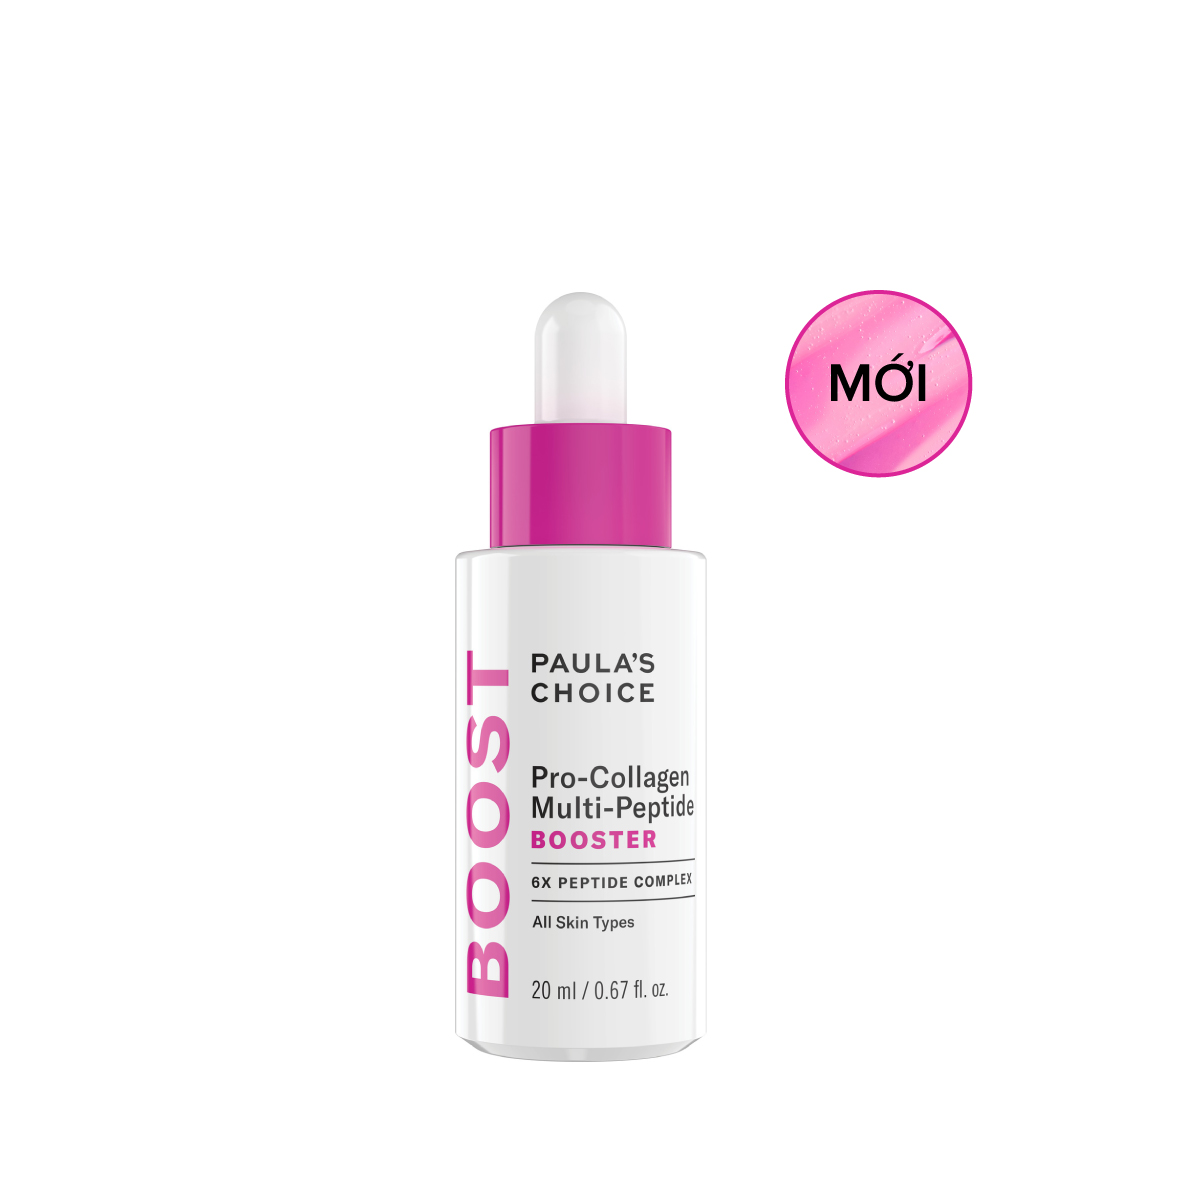 MỚI
BOOST
PAULA'S
CHOICE
Pro-Collagen
Multi-Peptide
BOOSTER
6X PEPTIDE COMPLEX
All Skin Types
20 ml / 0.67 fl. oz.